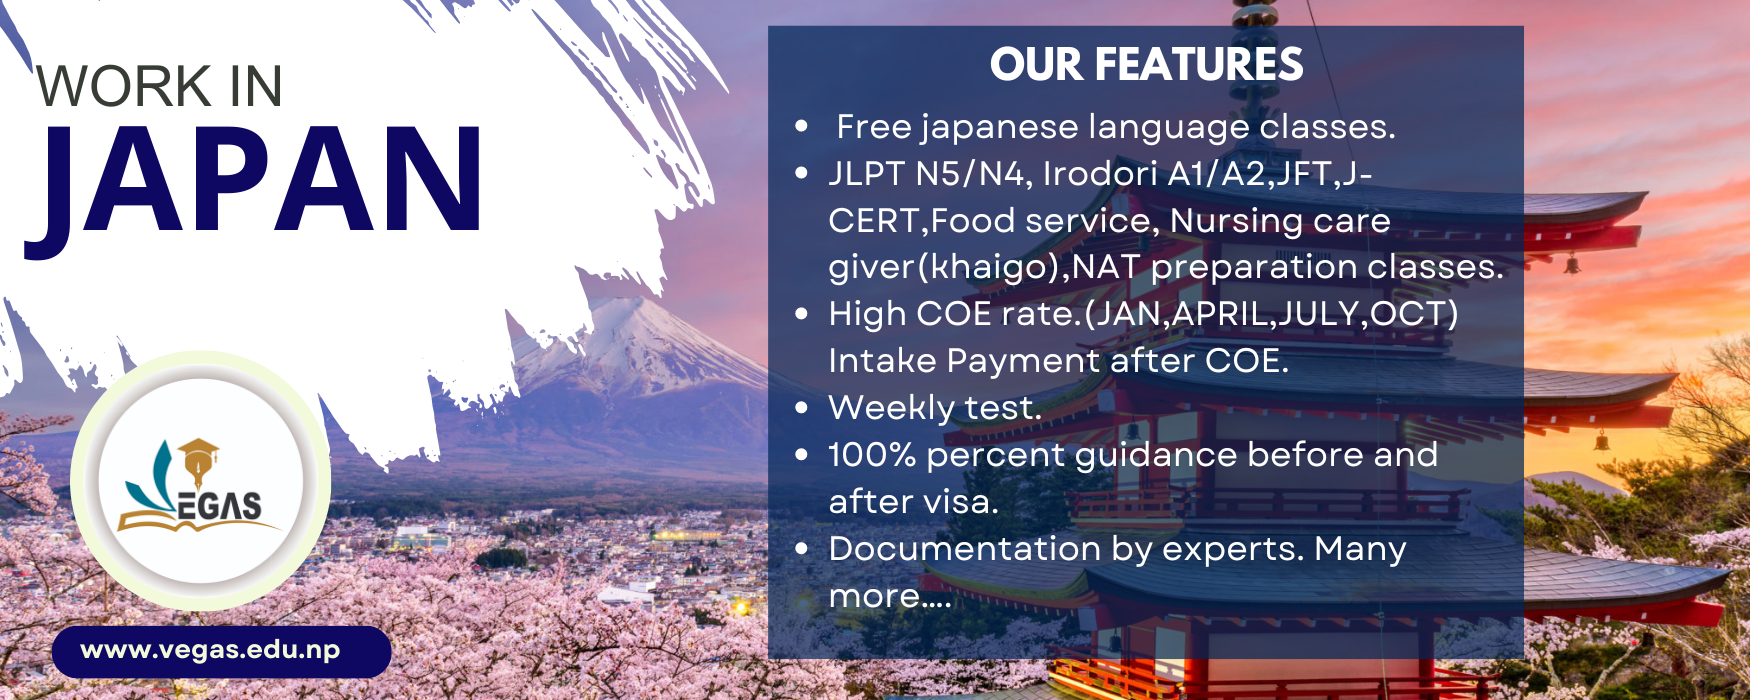 WORK IN
JAPAN
EGAS
www.vegas.edu.np
OUR FEATURES
• Free japanese language classes.
• JLPT N5/N4, Irodori A1/A2,JFT,J-
CERT,Food service, Nursing care
giver(khaigo),NAT preparation classes.
• High COE rate.(JAN,APRIL,JULY,OCT)
Intake Payment after COE.
• Weekly test.
• 100% percent guidance before and
after visa.
• Documentation by experts. Many
more....